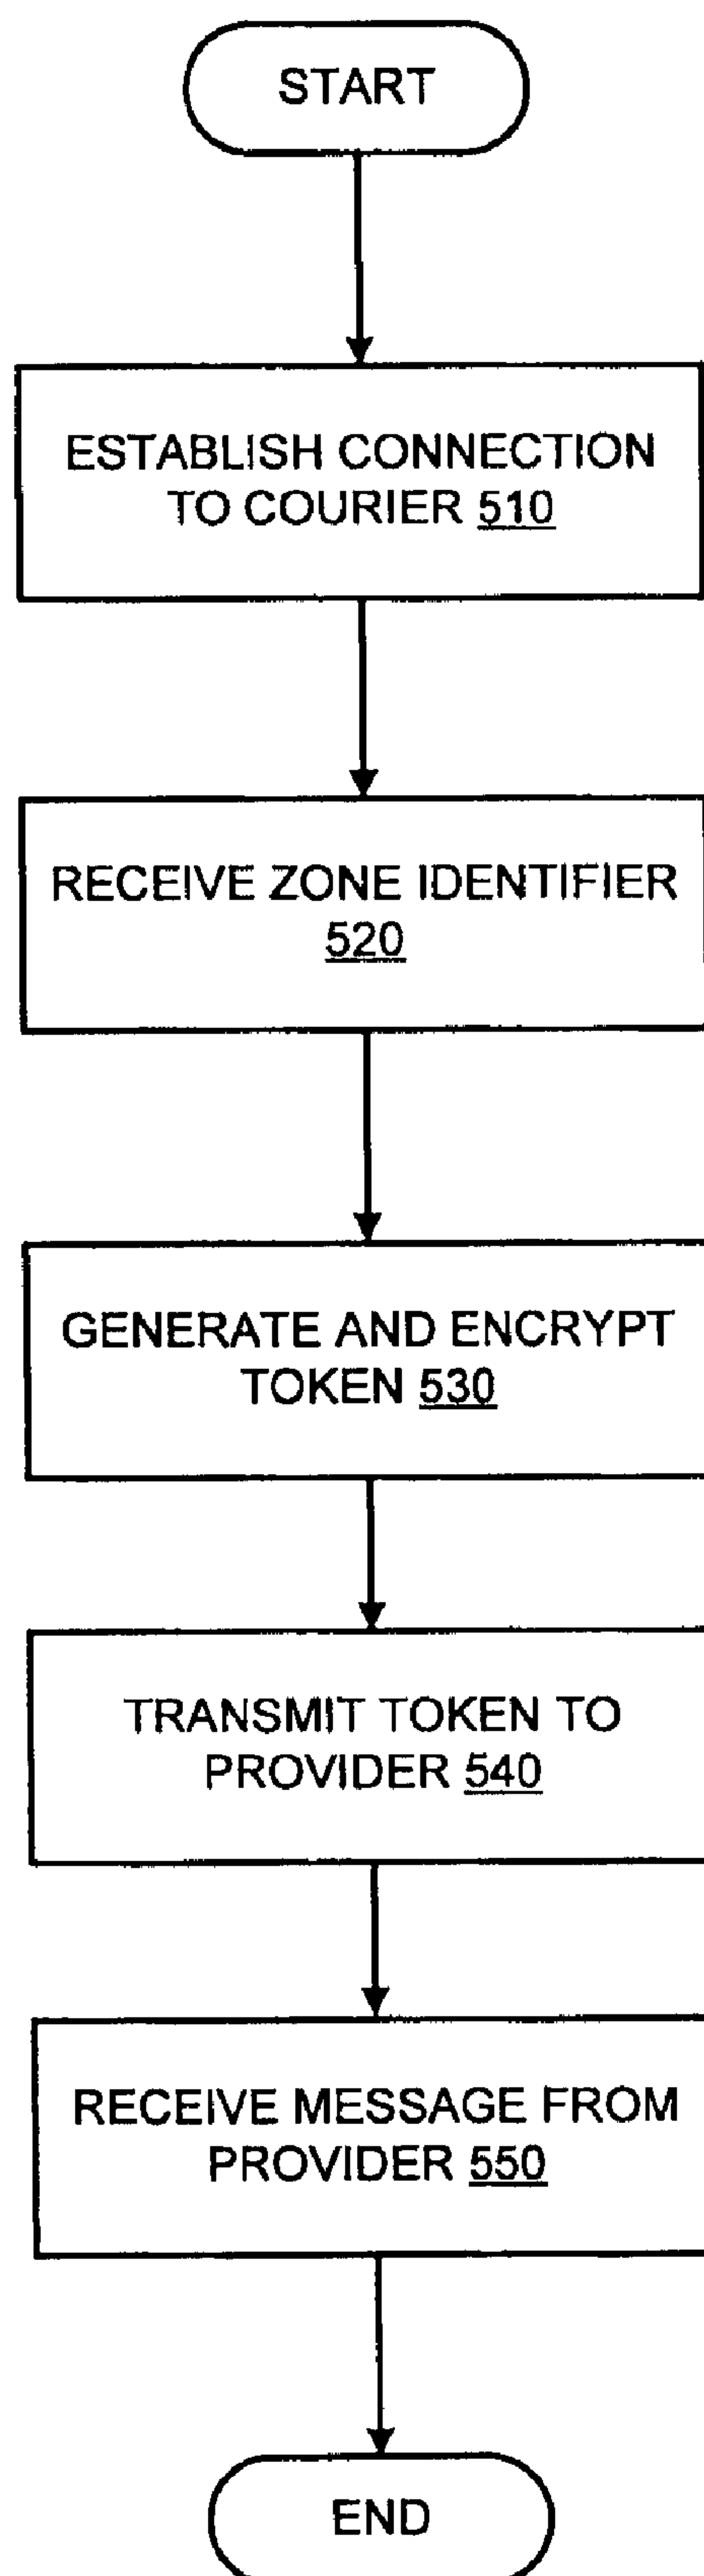 START
ESTABLISH CONNECTION
TO COURIER 510
RECEIVE ZONE IDENTIFIER
520
GENERATE AND ENCRYPT
TOKEN 530
TRANSMIT TOKEN TO
PROVIDER 540
RECEIVE MESSAGE FROM
PROVIDER 550
END